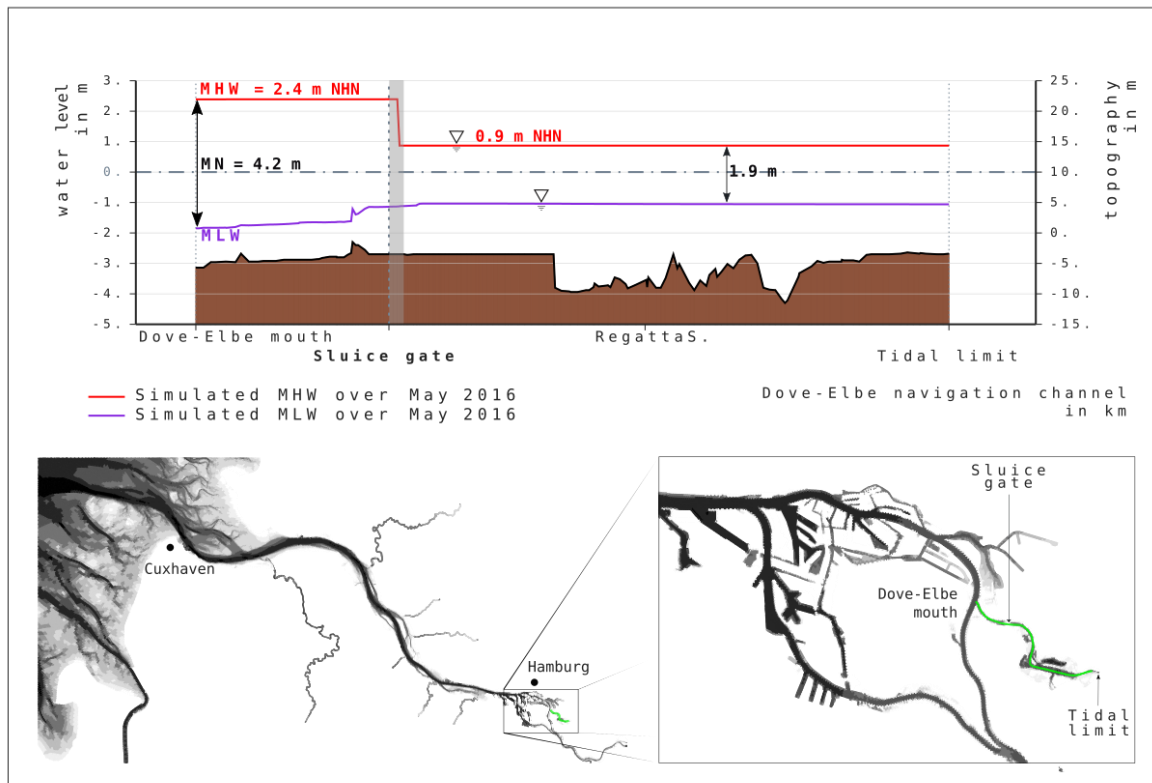 3.
2.
1.
0.
-1.
-2.
-3.
-4.
-5.
water level
in m
MHW = 2.4 m NHN
0.9 m NHN
MN = 4.2 m
1.9 m
MLW
25.
20.
15.
10.
5.
0.
-5.
-10.
-15.
topography
in m
Dove-Elbe mouth
RegattaS.
Sluice gate
Tidal limit
Simulated MHW over May 2016
Simulated MLW over May 2016
Dove-Elbe navigation channel
in km
Cuxhaven
Hamburg
Sluice
gate
Dove-Elbe
mouth
Tidal
limit